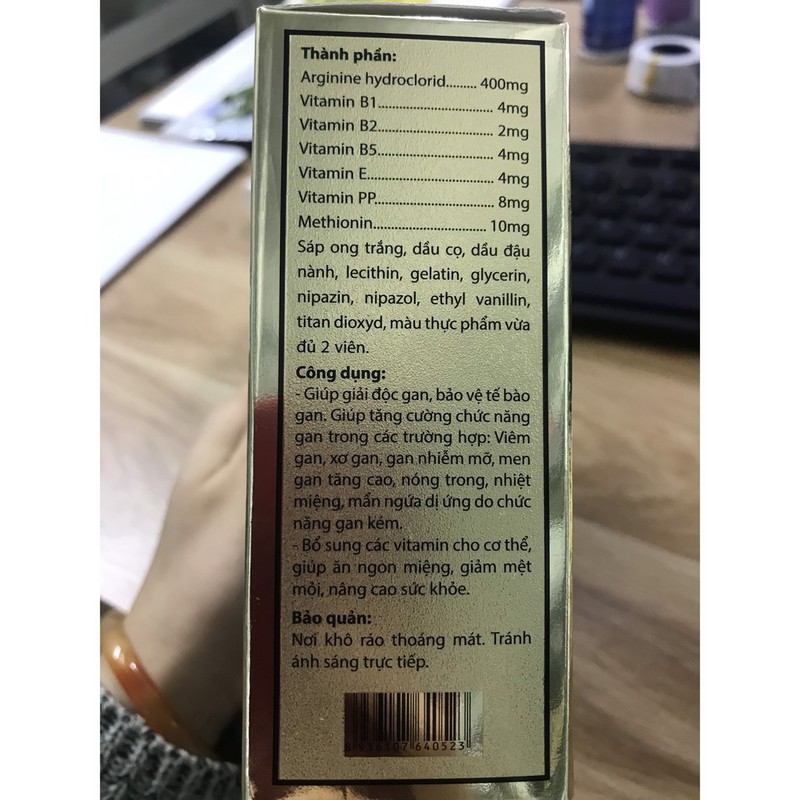 Thành phần:
Arginine hydroclorid......... 400mg
Vitamin B1............................... 4mg
Vitamin B2............................... 2mg
Vitamin B5............................... 4mg
Vitamin E................................. 4mg
Vitamin PP............................... 8mg
Methionin............................... 10mg
Sáp ong trắng, dầu cọ, dầu đậu
nành, lecithin, gelatin, glycerin,
nipazin, nipazol, ethyl vanillin,
titan dioxyd, màu thực phẩm vừa
đủ 2 viên.
Công dụng:
- Giúp giải độc gan, bảo vệ tế bào
gan. Giúp tăng cường chức năng
gan trong các trường hợp: Viêm
gan, xơ gan, gan nhiễm mỡ, men
gan tăng cao, nóng trong, nhiệt
miệng, mẩn ngứa dị ứng do chức
năng gan kém.
- Bổ sung các vitamin cho cơ thể,
giúp ăn ngon miệng, giảm mệt
mỏi, nâng cao sức khỏe.
Bảo quản:
Nơi khô ráo thoáng mát. Tránh
ánh sáng trực tiếp.
8936107640523